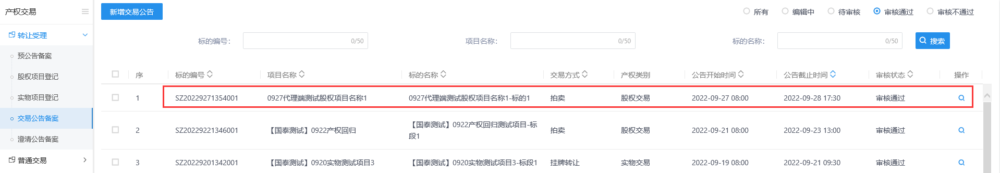 产权交易
转让受理
预公告备案
股权项目登记
实物项目登记
交易公告备案
澄清公告备案
普通交易
新增交易公告
所有 编辑中 待审核 审核通过 审核不通过
标的编号： 0/50 项目名称： 0/50 标的名称： 0/50 搜索
序 标的编号 项目名称 标的名称 交易方式 产权类别 公告开始时间 公告截止时间 审核状态 操作
1 SZ20229271354001 0927代理端测试股权项目名称1 0927代理端测试股权项目名称1-标的1 拍卖 股权交易 2022-09-27 08:00 2022-09-28 17:30 审核通过
2 SZ20229221346001 【国泰测试】0922产权回归 【国泰测试】0922产权回归测试项目-标
段1 拍卖 股权交易 2022-09-21 08:00 2022-09-23 13:00 审核通过
3 SZ20229201342001 【国泰测试】0920实物测试项目3 【国泰测试】0920实物测试项目3-标段1 挂牌转让 实物交易 2022-09-19 08:00 2022-09-21 09:30 审核通过